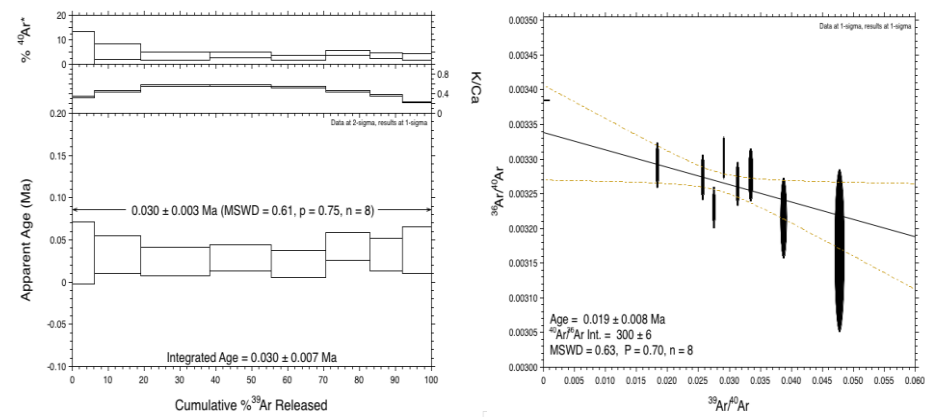 % ⁴⁰Ar*
20
10
0
K/Ca
0.8
0.4
0
Data at 2-sigma, results at 1-sigma
Apparent Age (Ma)
0.20
0.15
0.10
0.05
0
-0.05
-0.10
0.030 ± 0.003 Ma (MSWD = 0.61, p = 0.75, n = 8)
Integrated Age = 0.030 ± 0.007 Ma
0 10 20 30 40 50 60 70 80 90 100
Cumulative %³⁹Ar Released
Data at 1-sigma, results at 1-sigma
³⁶Ar/⁴⁰Ar
0.00350
0.00345
0.00340
0.00335
0.00330
0.00325
0.00320
0.00315
0.00310
0.00305
0.00300
Age = 0.019 ± 0.008 Ma
⁴⁰Ar/³⁶Ar Int. = 300 ± 6
MSWD = 0.63, P = 0.70, n = 8
0 0.005 0.010 0.015 0.020 0.025 0.030 0.035 0.040 0.045 0.050 0.055 0.060
³⁹Ar/⁴⁰Ar